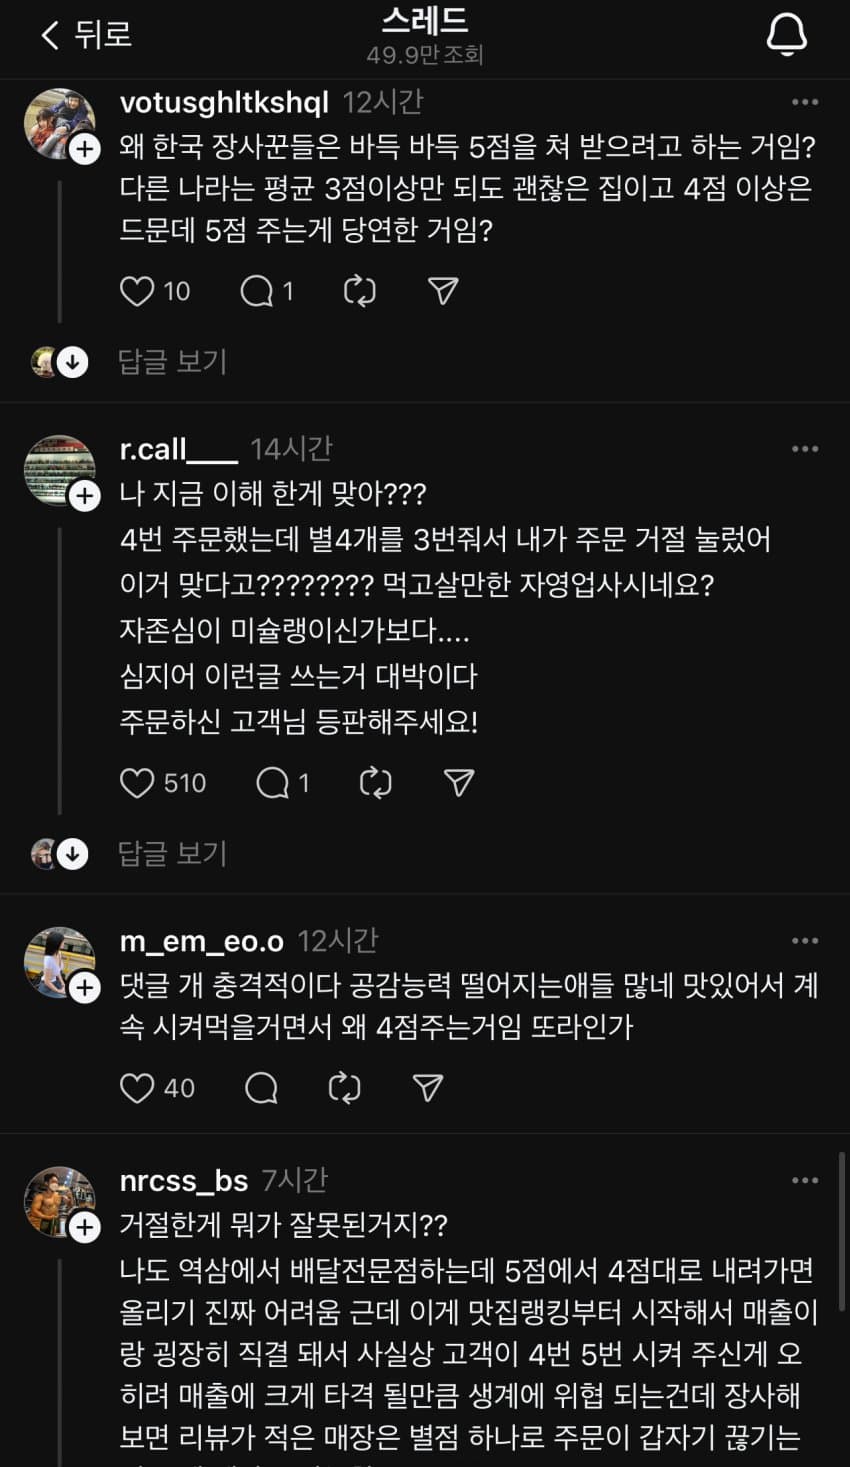 뒤로
스레드
49.9만 조회
votusghltkshql 12시간
왜 한국 장사꾼들은 바득 바득 5점을 쳐 받으려고 하는 거임?
다른 나라는 평균 3점이상만 되도 괜찮은 집이고 4점 이상은
드문데 5점 주는게 당연한 거임?
10 1
답글 보기
r.call___ 14시간
나 지금 이해 한게 맞아???
4번 주문했는데 별4개를 3번줘서 내가 주문 거절 눌렀어
이거 맞다고???????? 먹고살만한 자영업사시네요?
자존심이 미슐랭이신가보다....
심지어 이런글 쓰는거 대박이다
주문하신 고객님 등판해주세요!
510 1
답글 보기
m_em_eo.o 12시간
댓글 개 충격적이다 공감능력 떨어지는애들 많네 맛있어서 계
속 시켜먹을거면서 왜 4점주는거임 또라인가
40
nrcss_bs 7시간
거절한게 뭐가 잘못된거지??
나도 역삼에서 배달전문점하는데 5점에서 4점대로 내려가면
올리기 진짜 어려움 근데 이게 맛집랭킹부터 시작해서 매출이
랑 굉장히 직결 돼서 사실상 고객이 4번 5번 시켜 주신게 오
히려 매출에 크게 타격 될만큼 생계에 위협 되는건데 장사해
보면 리뷰가 적은 매장은 별점 하나로 주문이 갑자기 끊기는